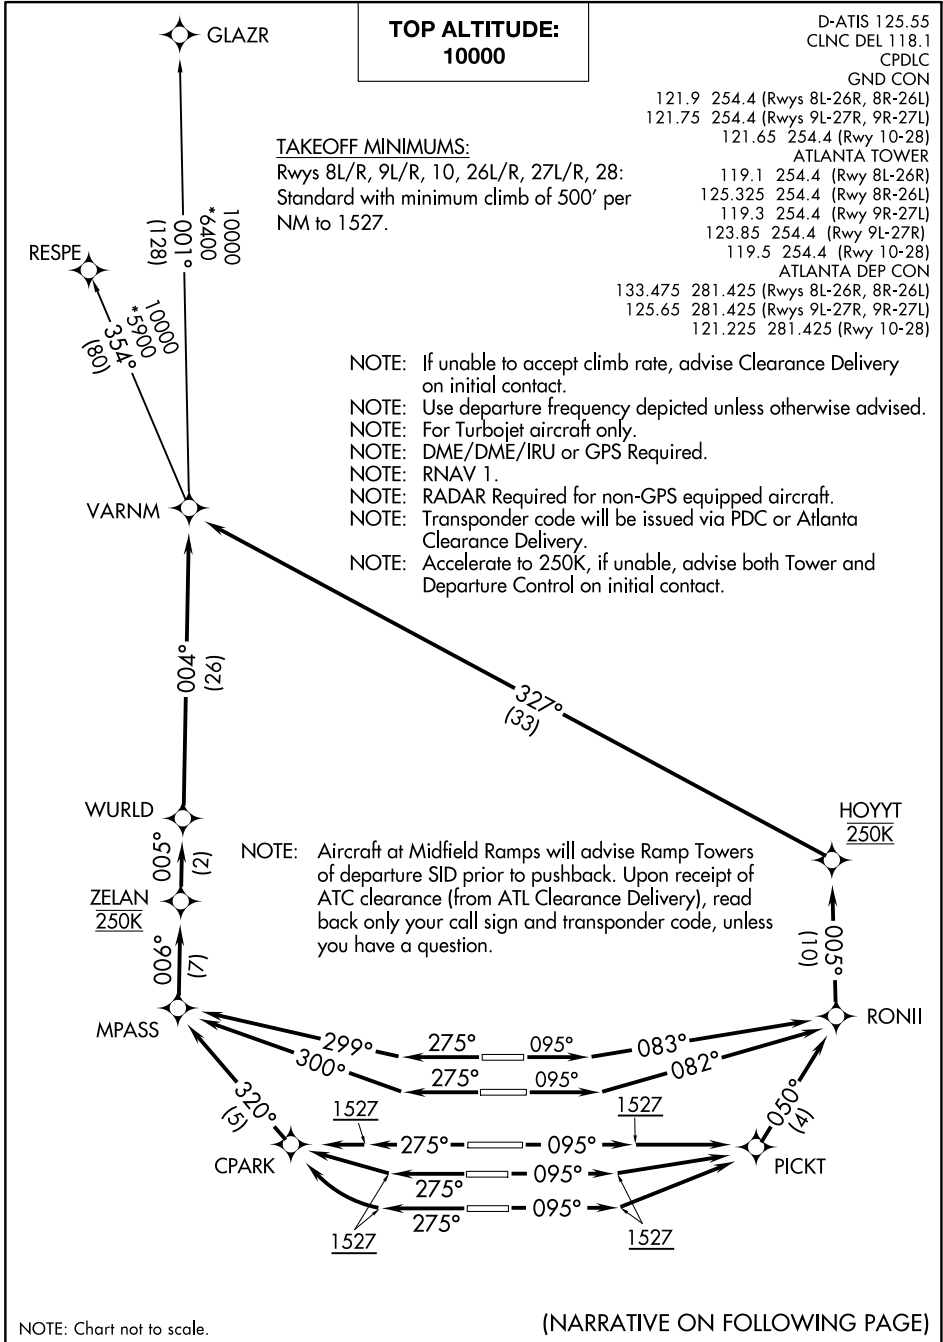 TOP ALTITUDE:
10000
D-ATIS 125.55
CLNC DEL 118.1
CPDLC
GND CON
121.9 254.4 (Rwys 8L-26R, 8R-26L)
121.75 254.4 (Rwys 9L-27R, 9R-27L)
121.65 254.4 (Rwy 10-28)
ATLANTA TOWER
119.1 254.4 (Rwy 8L-26R)
125.325 254.4 (Rwy 8R-26L)
119.3 254.4 (Rwy 9R-27L)
123.85 254.4 (Rwy 9L-27R)
119.5 254.4 (Rwy 10-28)
ATLANTA DEP CON
133.475 281.425 (Rwys 8L-26R, 8R-26L)
125.65 281.425 (Rwys 9L-27R, 9R-27L)
121.225 281.425 (Rwy 10-28)
TAKEOFF MINIMUMS:
Rwys 8L/R, 9L/R, 10, 26L/R, 27L/R, 28:
Standard with minimum climb of 500' per
NM to 1527.
GLAZR
10000
*6400
001°
(128)
RESPE
10000
*5900
354°
(80)
NOTE: If unable to accept climb rate, advise Clearance Delivery
on initial contact.
NOTE: Use departure frequency depicted unless otherwise advised.
NOTE: For Turbojet aircraft only.
NOTE: DME/DME/IRU or GPS Required.
NOTE: RNAV 1.
NOTE: RADAR Required for non-GPS equipped aircraft.
NOTE: Transponder code will be issued via PDC or Atlanta
Clearance Delivery.
NOTE: Accelerate to 250K, if unable, advise both Tower and
Departure Control on initial contact.
VARNM
004°
(26)
327°
(33)
WURLD
HOYYT
250K
005°
(2)
ZELAN
250K
NOTE: Aircraft at Midfield Ramps will advise Ramp Towers
of departure SID prior to pushback. Upon receipt of
ATC clearance (from ATL Clearance Delivery), read
back only your call sign and transponder code, unless
you have a question.
006°
(7)
005°
(10)
MPASS
RONII
299°
275°
095°
083°
300°
275°
095°
082°
320°
(5)
1527
1527
050°
(4)
275°
095°
CPARK
PICKT
275°
095°
275°
095°
1527
1527
NOTE: Chart not to scale.
(NARRATIVE ON FOLLOWING PAGE)